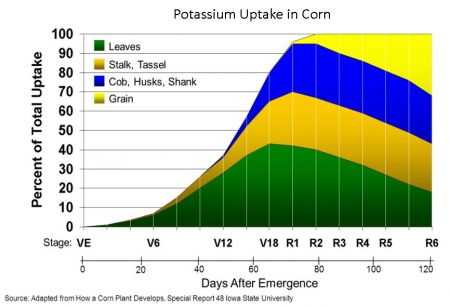 Potassium Uptake in Corn
Percent of Total Uptake
100
90
80
70
60
50
40
30
20
10
0
Leaves
Stalk, Tassel
Cob, Husks, Shank
Grain
Stage: VE V6 V12 V18 R1 R2 R3 R4 R5 R6
0 20 40 60 80 100 120
Days After Emergence
Source: Adapted from How a Corn Plant Develops, Special Report 48 Iowa State University